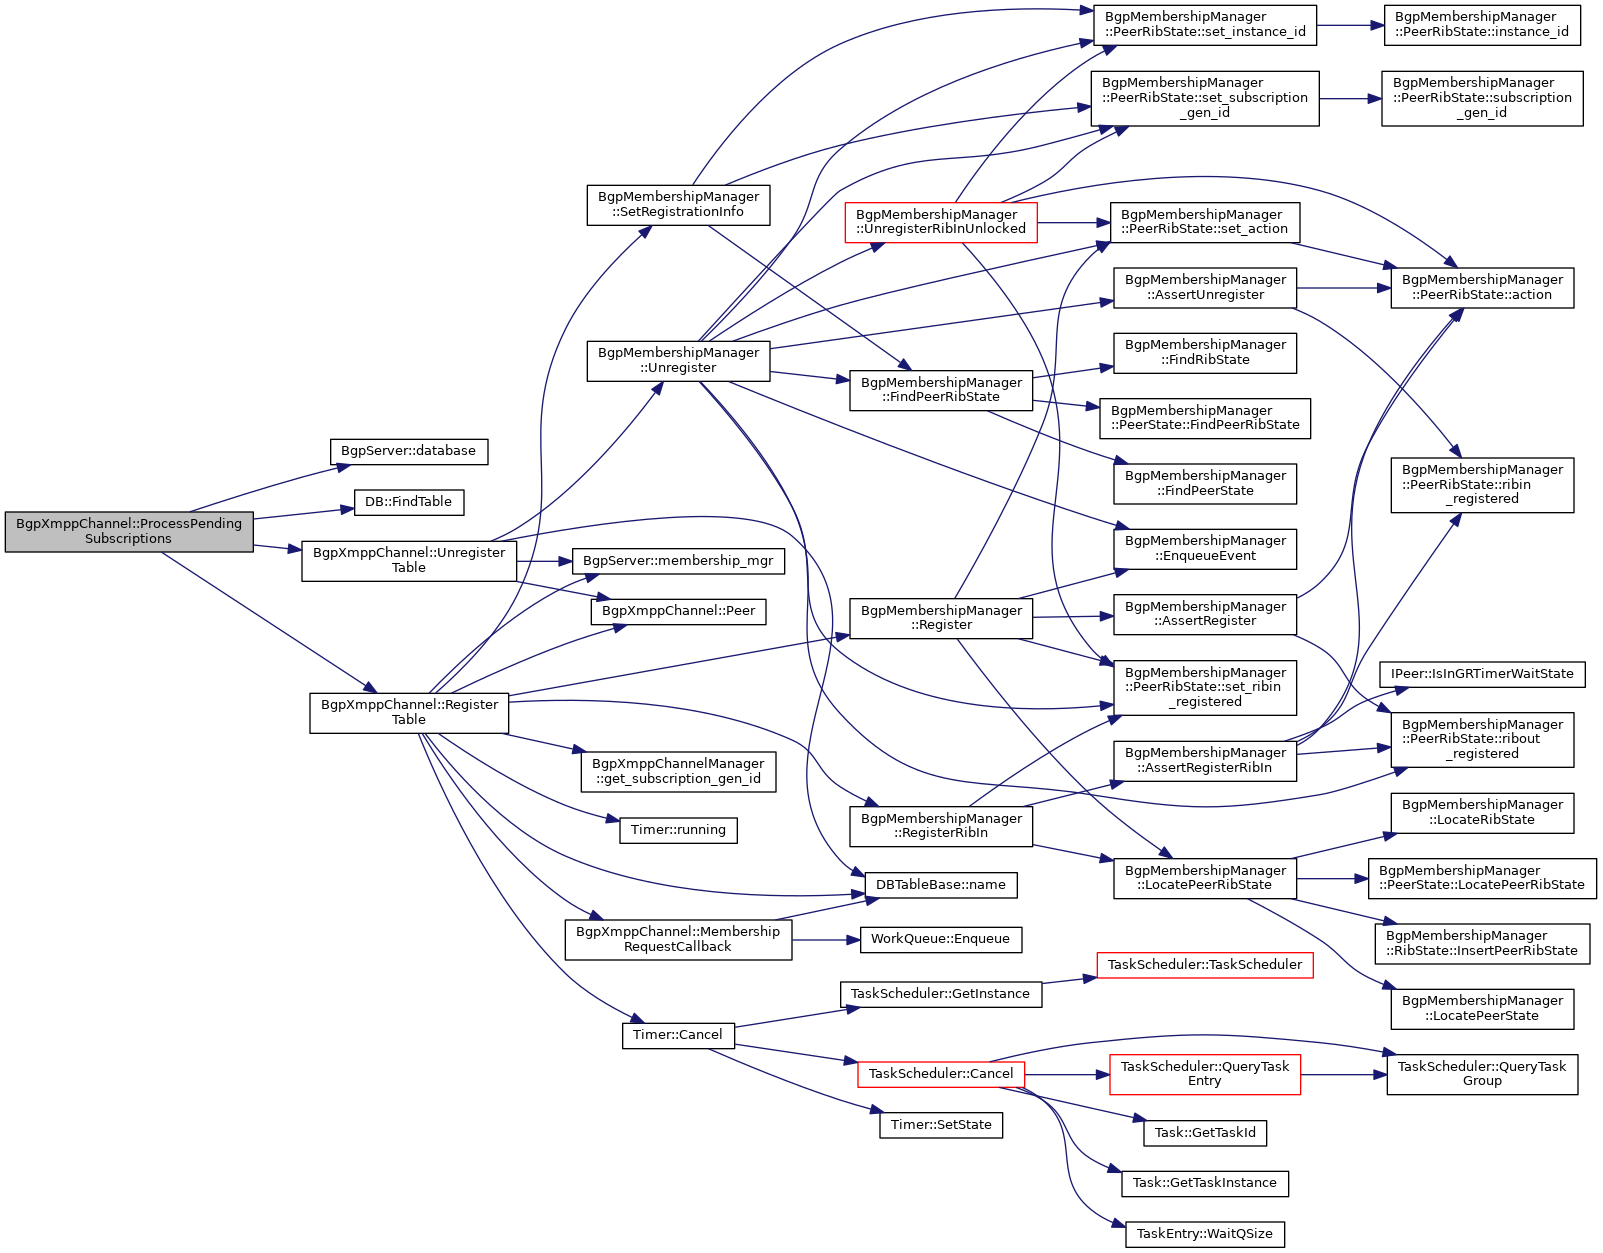 BgpXmppChannel::ProcessPending
Subscriptions
BgpServer::database
DB::FindTable
BgpXmppChannel::Unregister
Table
BgpXmppChannel::Register
Table
BgpMembershipManager
::SetRegistrationInfo
BgpMembershipManager
::Unregister
BgpServer::membership_mgr
BgpXmppChannel::Peer
BgpXmppChannelManager
::get_subscription_gen_id
Timer::running
BgpXmppChannel::Membership
RequestCallback
Timer::Cancel
BgpMembershipManager
::UnregisterRibInUnlocked
BgpMembershipManager
::FindPeerRibState
BgpMembershipManager
::Register
BgpMembershipManager
::RegisterRibIn
DBTableBase::name
WorkQueue::Enqueue
TaskScheduler::GetInstance
TaskScheduler::Cancel
Timer::SetState
BgpMembershipManager
::PeerRibState::set_instance_id
BgpMembershipManager
::PeerRibState::set_subscription
_gen_id
BgpMembershipManager
::PeerRibState::set_action
BgpMembershipManager
::AssertUnregister
BgpMembershipManager
::FindRibState
BgpMembershipManager
::PeerState::FindPeerRibState
BgpMembershipManager
::FindPeerState
BgpMembershipManager
::EnqueueEvent
BgpMembershipManager
::AssertRegister
BgpMembershipManager
::PeerRibState::set_ribin
_registered
BgpMembershipManager
::AssertRegisterRibIn
BgpMembershipManager
::LocatePeerRibState
TaskScheduler::TaskScheduler
TaskScheduler::QueryTask
Entry
Task::GetTaskId
Task::GetTaskInstance
TaskEntry::WaitQSize
BgpMembershipManager
::PeerRibState::instance_id
BgpMembershipManager
::PeerRibState::subscription
_gen_id
BgpMembershipManager
::PeerRibState::action
BgpMembershipManager
::PeerRibState::ribin
_registered
IPeer::IsInGRTimerWaitState
BgpMembershipManager
::PeerRibState::ribout
_registered
BgpMembershipManager
::LocateRibState
BgpMembershipManager
::PeerState::LocatePeerRibState
BgpMembershipManager
::RibState::InsertPeerRibState
BgpMembershipManager
::LocatePeerState
TaskScheduler::QueryTask
Group